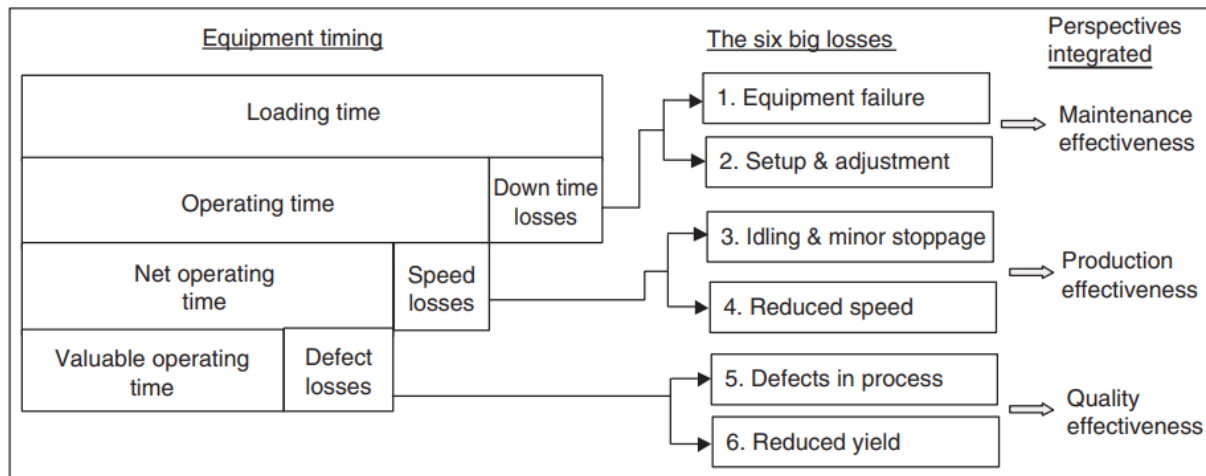 Equipment timing
The six big losses
Perspectives
integrated
Loading time
1. Equipment failure
Maintenance
effectiveness
2. Setup & adjustment
Operating time
Down time
losses
3. Idling & minor stoppage
Production
effectiveness
Net operating
time
Speed
losses
4. Reduced speed
Valuable operating
time
Defect
losses
5. Defects in process
Quality
effectiveness
6. Reduced yield